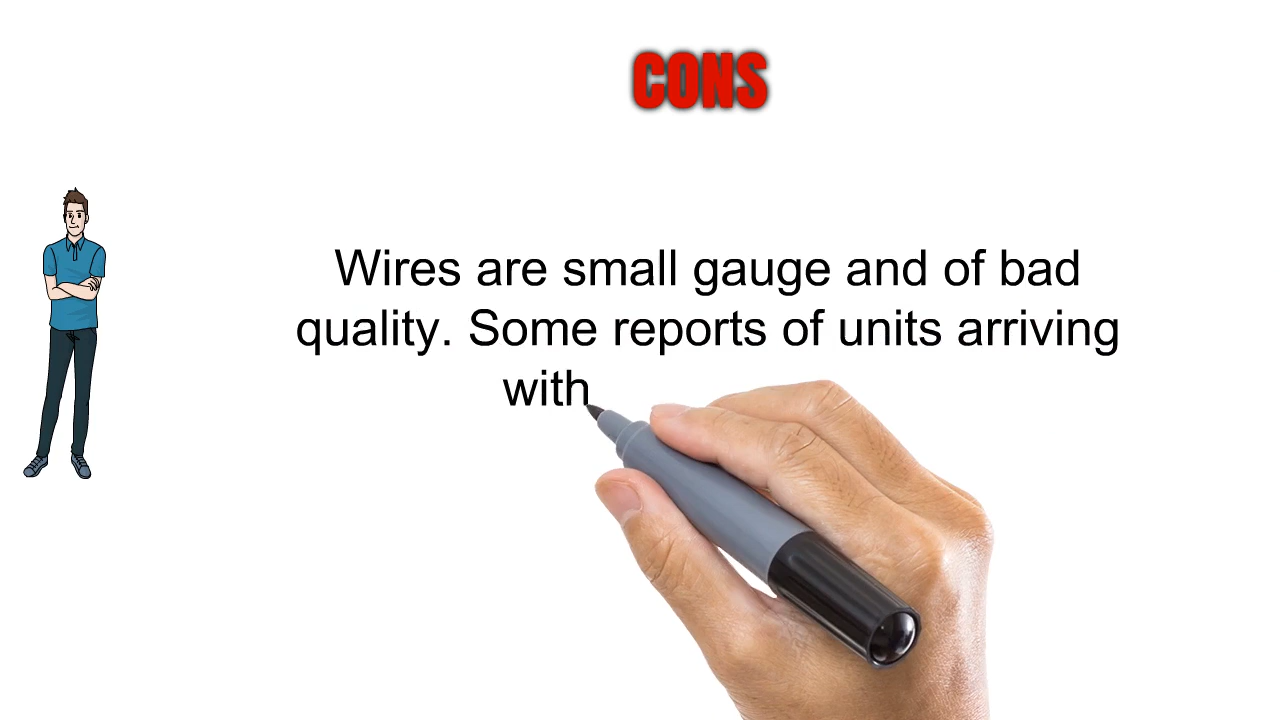 CONS
Wires are small gauge and of bad
quality. Some reports of units arriving
with